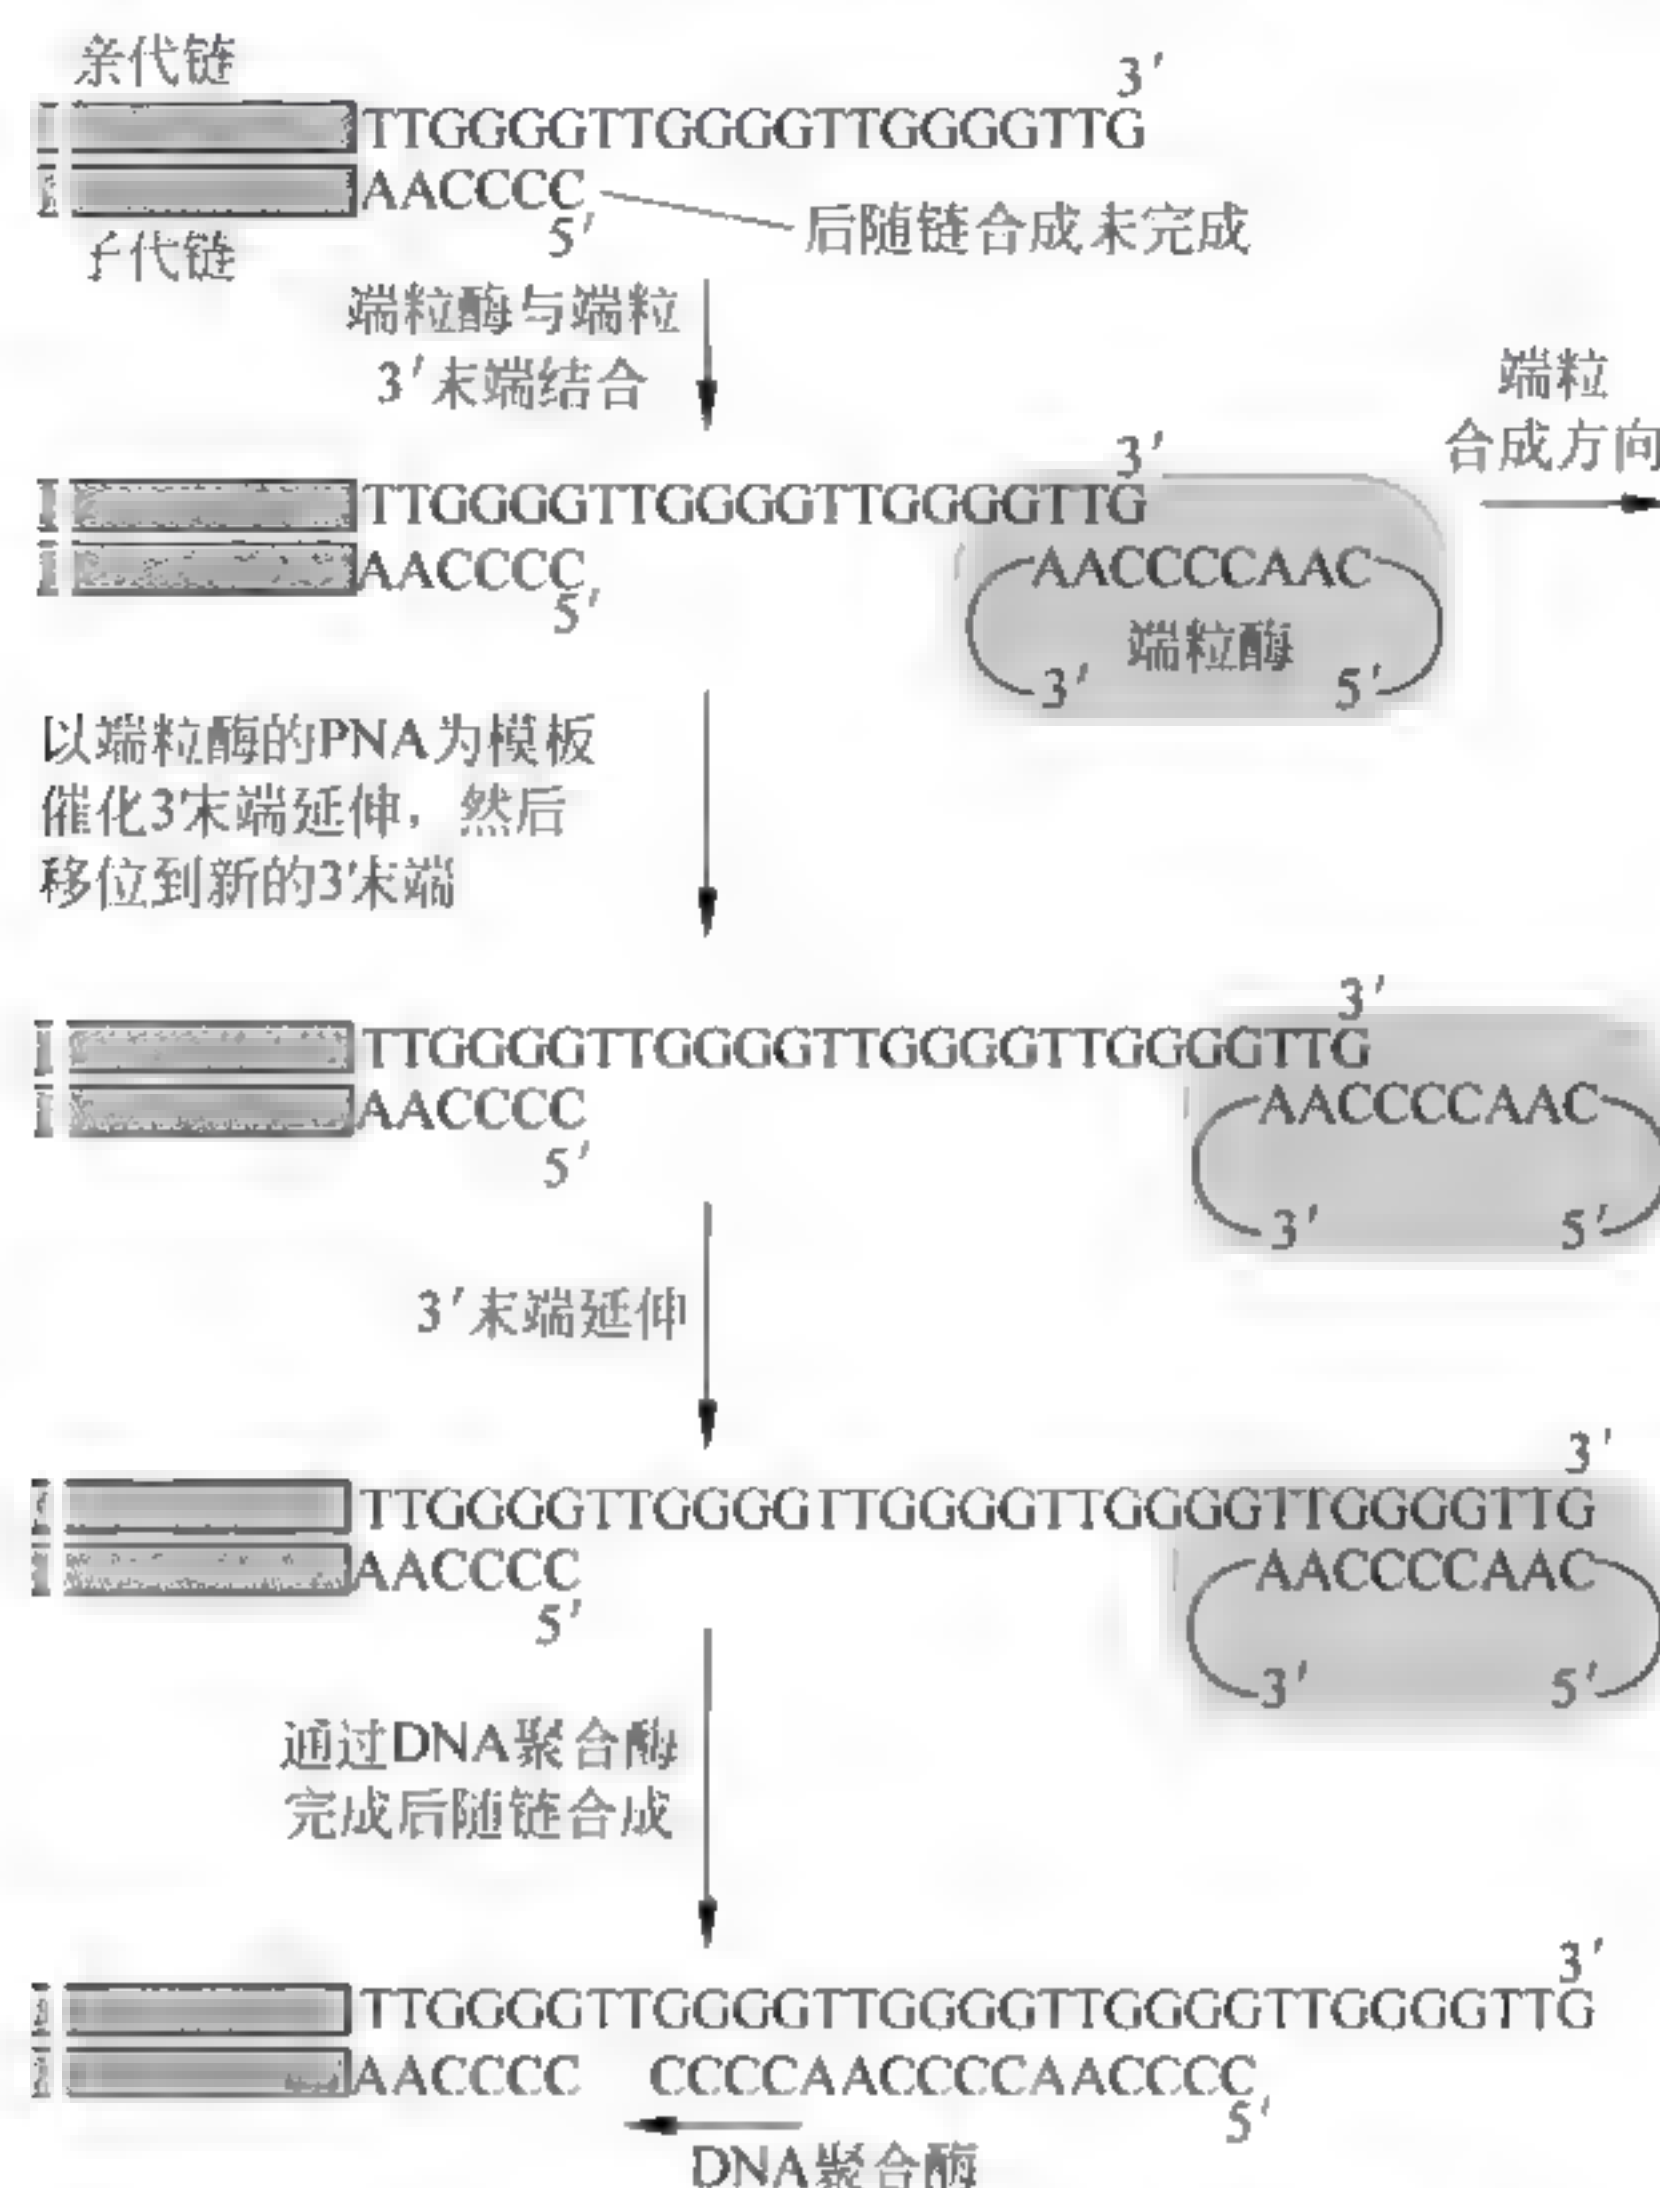 亲代链
3′
TTGGGGTTGGGGTTGGGGTTG
AACCCC
5′
后随链合成未完成
子代链
端粒酶与端粒
3′末端结合
端粒
合成方向
3′
TTGGGGTTGGGGTTGGGGTTG
AACCCC
5′
AACCCCAAC
端粒酶
3′
5′
以端粒酶的PNA为模板
催化3′末端延伸，然后
移位到新的3′末端
3′
TTGGGGTTGGGGTTGGGGTTGGGGTTG
AACCCC
5′
AACCCCAAC
3′
5′
3′末端延伸
3′
TTGGGGTTGGGGTTGGGGTTGGGGTTGGGGTTG
AACCCC
5′
AACCCCAAC
3′
5′
通过DNA聚合酶
完成后随链合成
3′
TTGGGGTTGGGGTTGGGGTTGGGGTTGGGGTTG
AACCCC CCCCAACCCCAACCCC
5′
DNA聚合酶